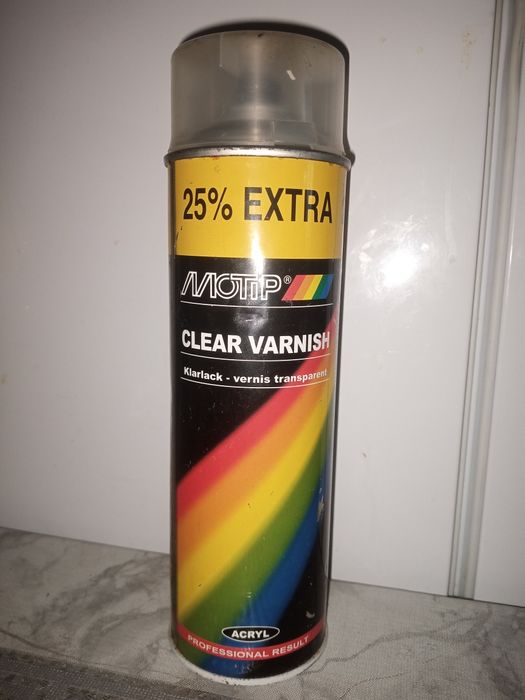 25% EXTRA
MOTIP®
CLEAR VARNISH
Klarlack - vernis transparent
ACRYL
PROFESSIONAL RESULT